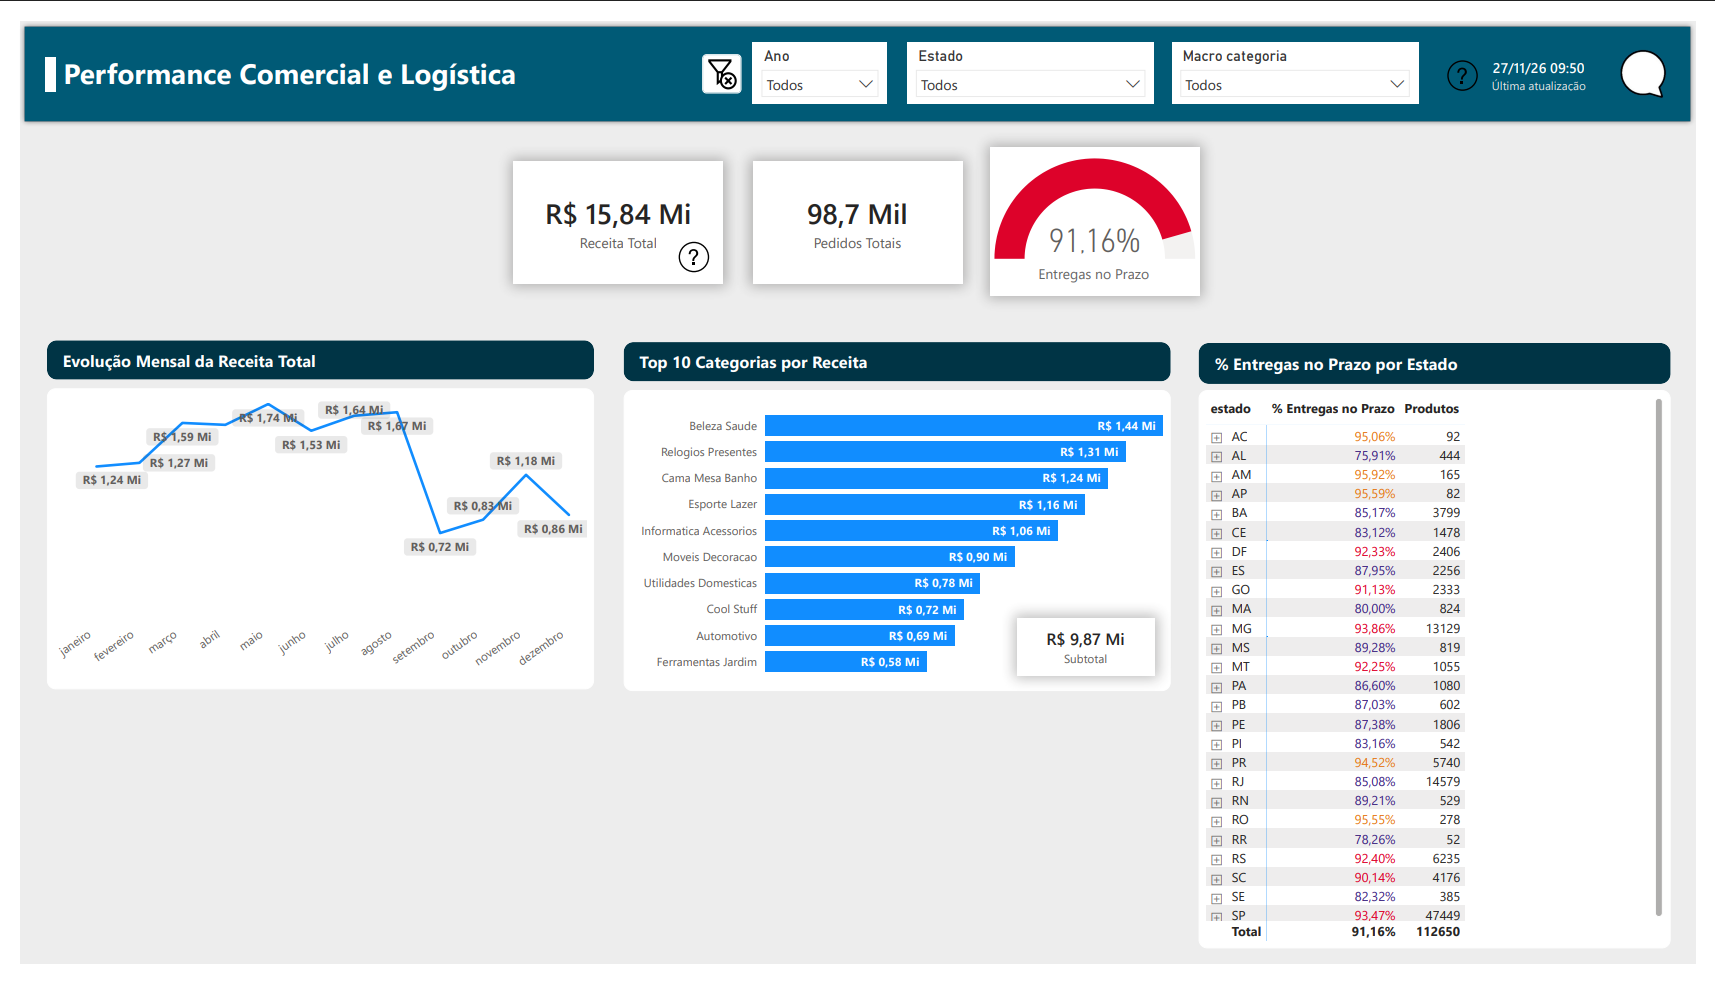 Performance Comercial e Logística
Ano
Todos
Estado
Todos
Macro categoria
Todos
?
27/11/26 09:50
Última atualização
R$ 15,84 Mi
Receita Total
?
98,7 Mil
Pedidos Totais
91,16%
Entregas no Prazo
Evolução Mensal da Receita Total
R$ 1,24 Mi
R$ 1,27 Mi
R$ 1,59 Mi
R$ 1,74 Mi
R$ 1,53 Mi
R$ 1,64 Mi
R$ 1,67 Mi
R$ 0,72 Mi
R$ 0,83 Mi
R$ 1,18 Mi
R$ 0,86 Mi
janeiro
fevereiro
março
abril
maio
junho
julho
agosto
setembro
outubro
novembro
dezembro
Top 10 Categorias por Receita
Beleza Saude R$ 1,44 Mi
Relogios Presentes R$ 1,31 Mi
Cama Mesa Banho R$ 1,24 Mi
Esporte Lazer R$ 1,16 Mi
Informatica Acessorios R$ 1,06 Mi
Moveis Decoracao R$ 0,90 Mi
Utilidades Domesticas R$ 0,78 Mi
Cool Stuff R$ 0,72 Mi
Automotivo R$ 0,69 Mi
Ferramentas Jardim R$ 0,58 Mi
R$ 9,87 Mi
Subtotal
% Entregas no Prazo por Estado
estado % Entregas no Prazo Produtos
AC 95,06% 92
AL 75,91% 444
AM 95,92% 165
AP 95,59% 82
BA 85,17% 3799
CE 83,12% 1478
DF 92,33% 2406
ES 87,95% 2256
GO 91,13% 2333
MA 80,00% 824
MG 93,86% 13129
MS 89,28% 819
MT 92,25% 1055
PA 86,60% 1080
PB 87,03% 602
PE 87,38% 1806
PI 83,16% 542
PR 94,52% 5740
RJ 85,08% 14579
RN 89,21% 529
RO 95,55% 278
RR 78,26% 52
RS 92,40% 6235
SC 90,14% 4176
SE 82,32% 385
SP 93,47% 47449
Total 91,16% 112650